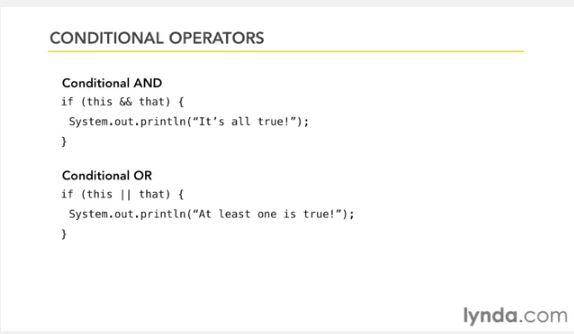 CONDITIONAL OPERATORS
Conditional AND
if (this && that) {
System.out.println(“It’s all true!”);
}
Conditional OR
if (this || that) {
System.out.println(“At least one is true!”);
}
lynda.com